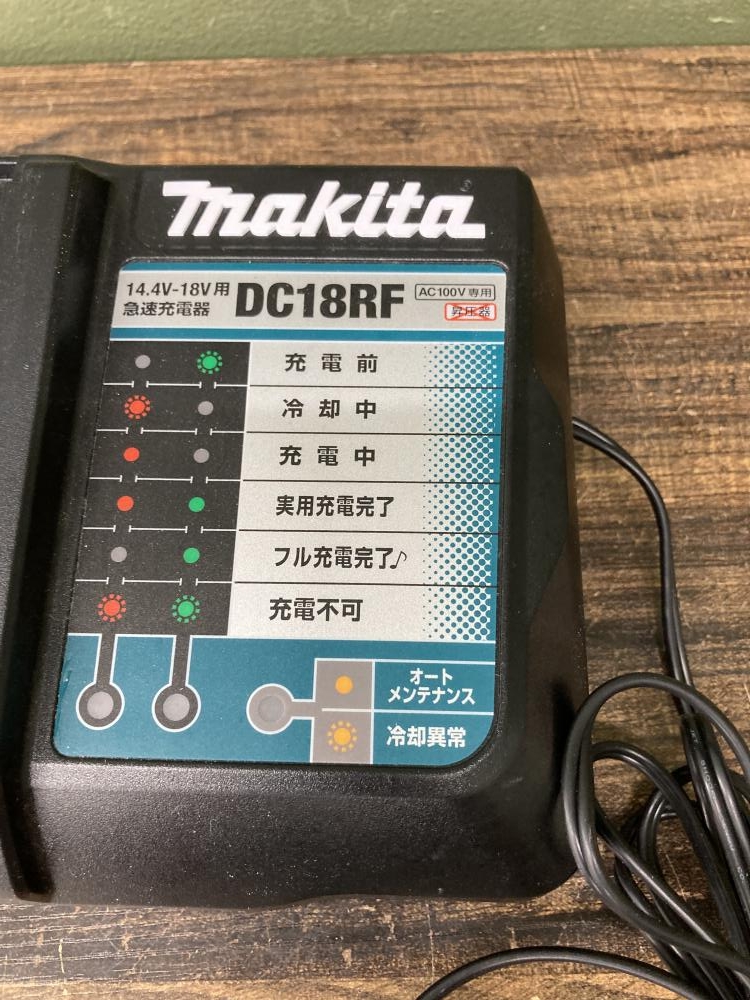 makita
14.4V-18V用
急速充電器
DC18RF
AC100V専用
昇圧器
充電前
冷却中
充電中
実用充電完了
フル充電完了♪
充電不可
オート
メンテナンス
冷却異常